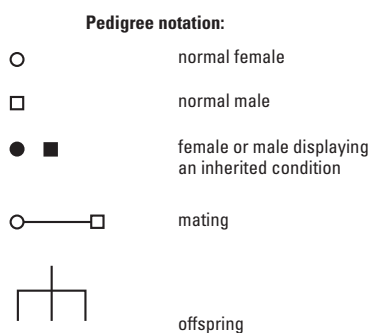 Pedigree notation:
normal female
normal male
female or male displaying
an inherited condition
mating
offspring